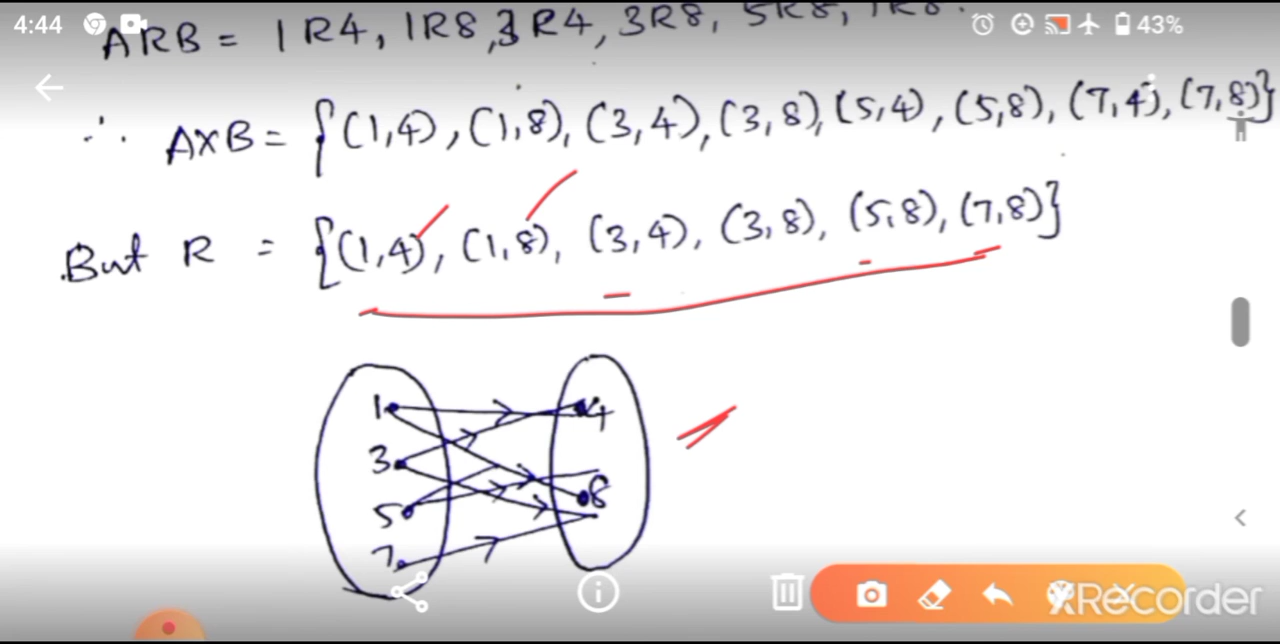 4:44 43%
ARB = 1R4, 1R8, 3R4, 3R8, 5R8,
∴ A×B = {(1,4), (1,8), (3,4), (3,8), (5,4), (5,8), (7,4), (7,8)}
But R = {(1,4), (1,8), (3,4), (3,8), (5,8), (7,8)}
1 4
3
5 8
7
XRecorder